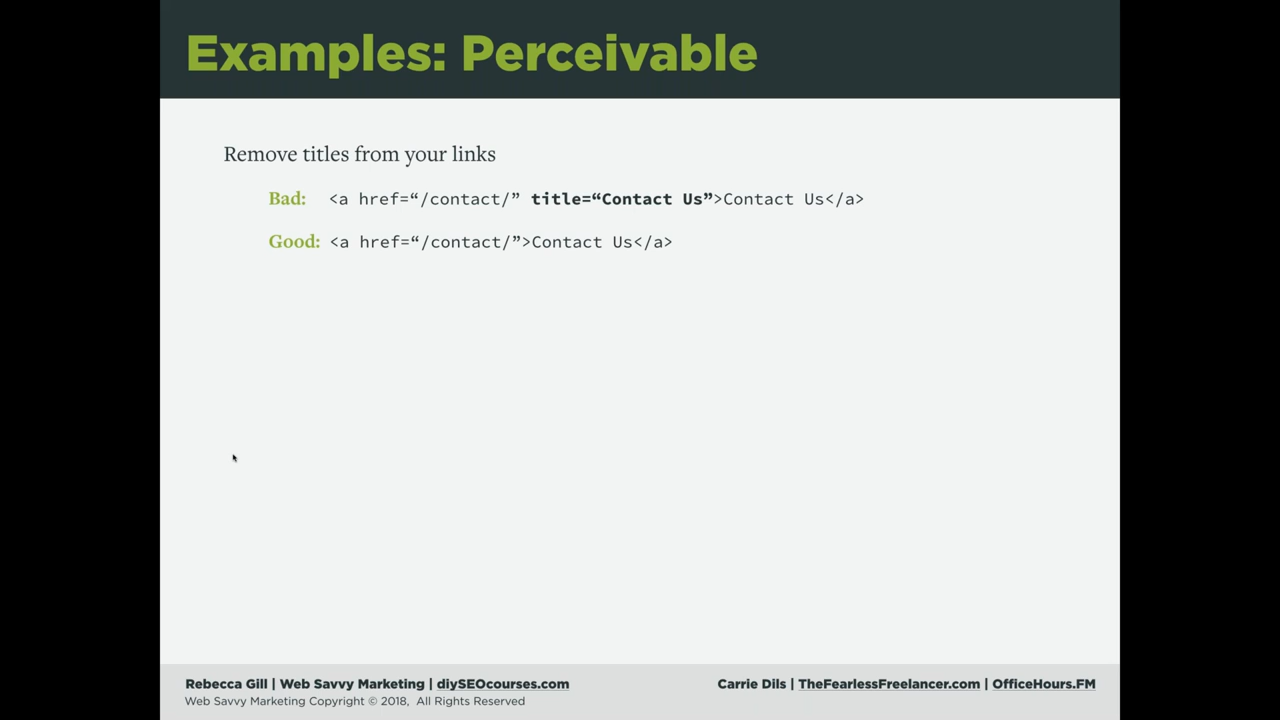 Examples: Perceivable
Remove titles from your links
Bad: <a href=“/contact/” title=“Contact Us”>Contact Us</a>
Good: <a href=“/contact/”>Contact Us</a>
Rebecca Gill | Web Savvy Marketing | diySEOcourses.com
Web Savvy Marketing Copyright © 2018, All Rights Reserved
Carrie Dils | TheFearlessFreelancer.com | OfficeHours.FM